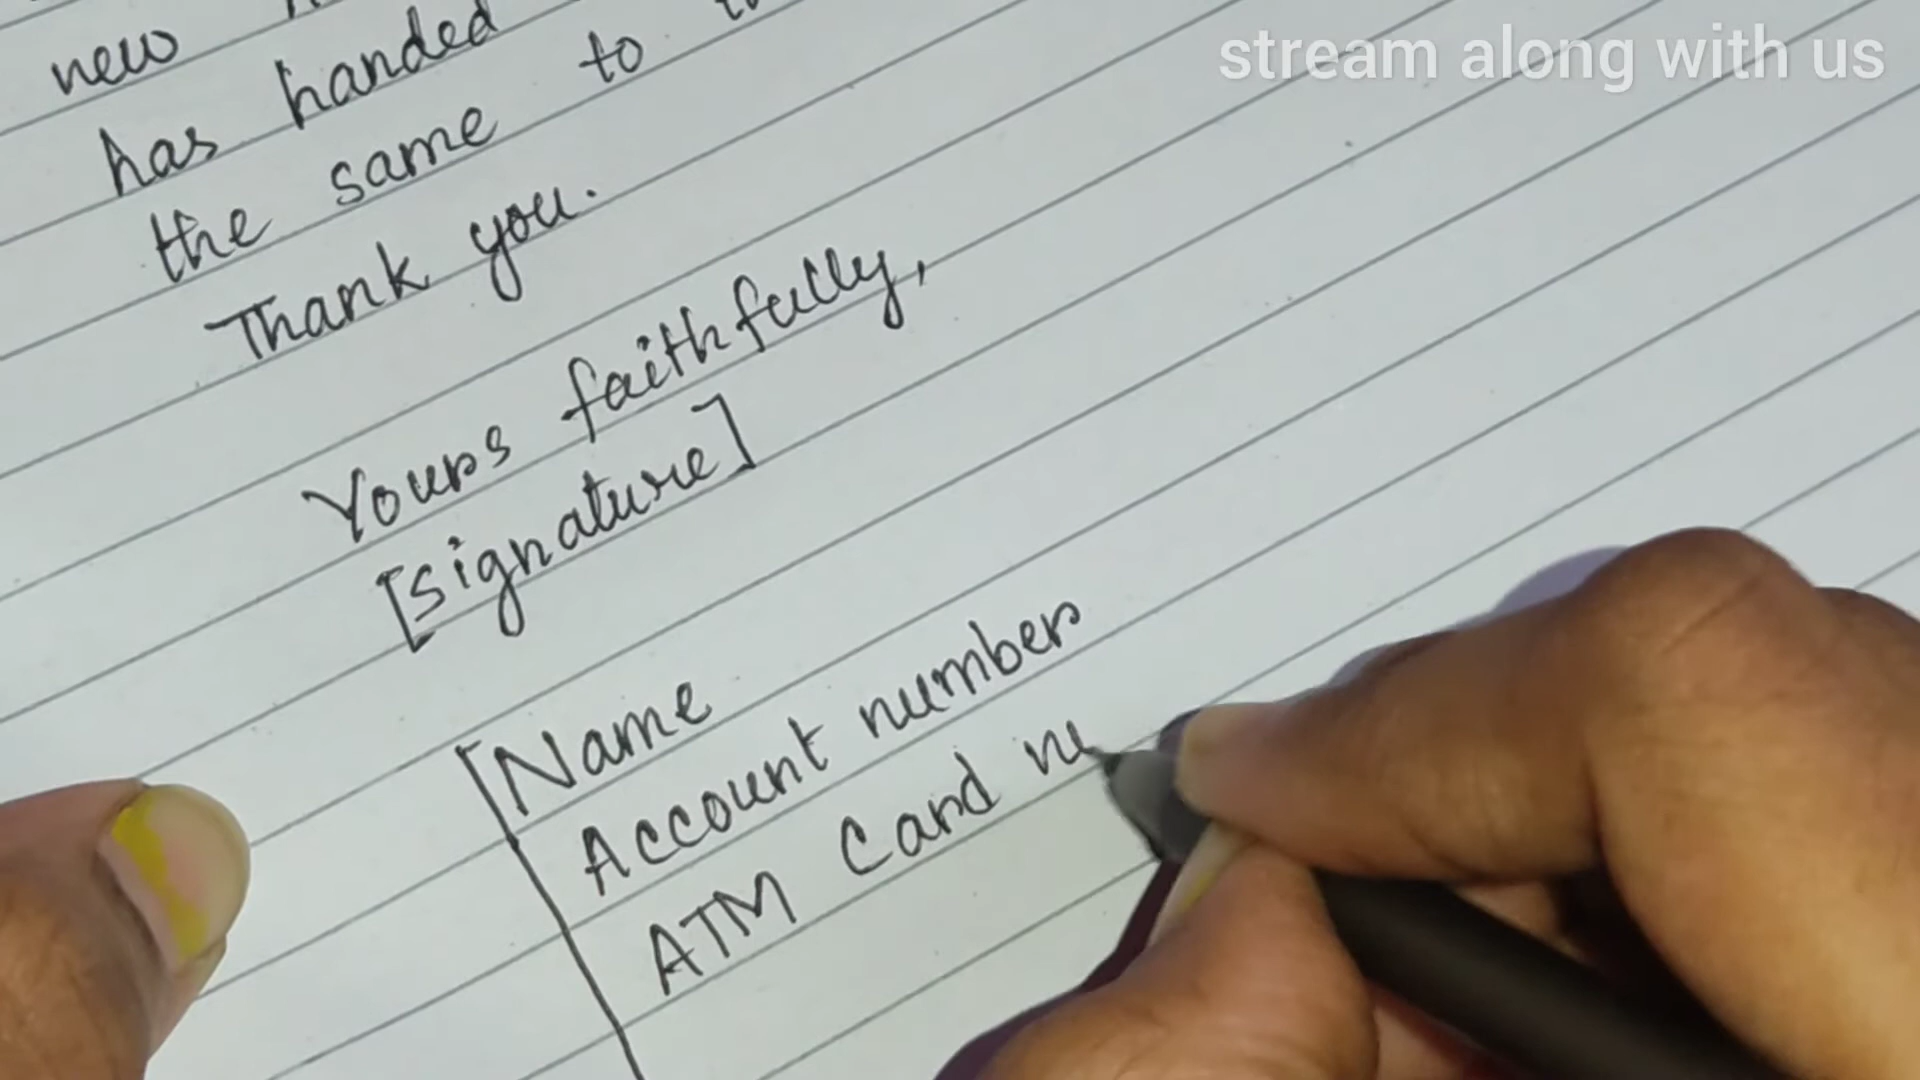 stream along with us
new
has handed
the same to
Thank you.
Yours faithfully,
[signature]
[Name
Account number
ATM Card nu